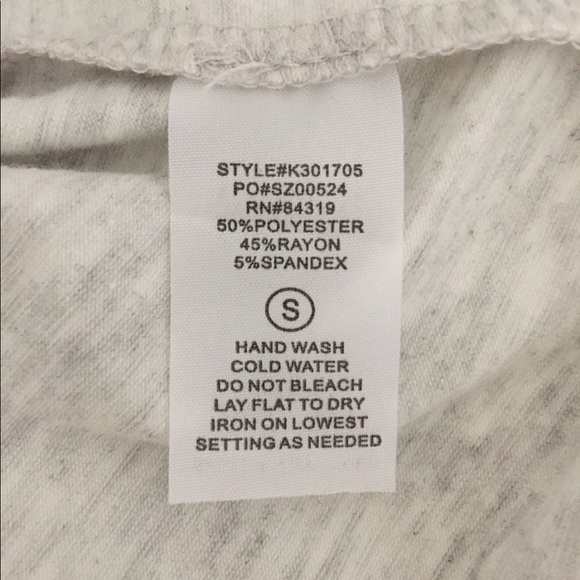 STYLE#K301705
PO#SZ00524
RN#84319
50%POLYESTER
45%RAYON
5%SPANDEX
S
HAND WASH
COLD WATER
DO NOT BLEACH
LAY FLAT TO DRY
IRON ON LOWEST
SETTING AS NEEDED